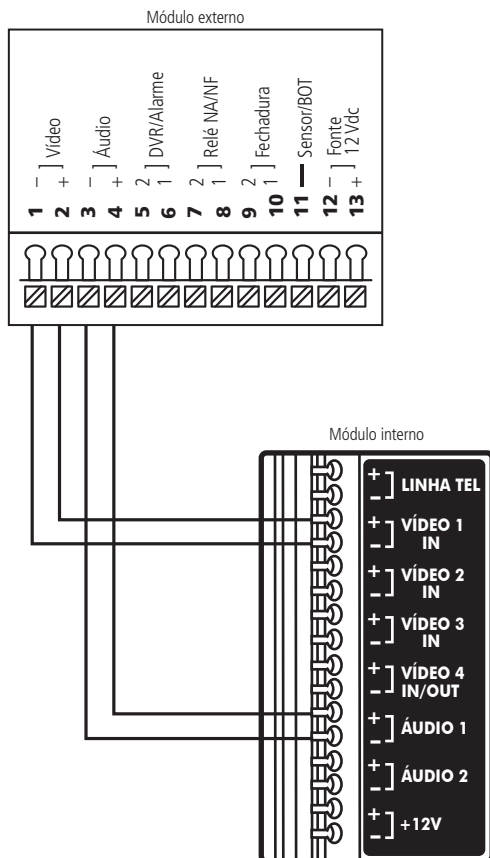 Módulo externo
1 – ] Vídeo
2 +
3 – ] Áudio
4 +
5 2 ] DVR/Alarme
6 1
7 2 ] Relé NA/NF
8 1
9 2 ] Fechadura
10 1
11 — Sensor/BOT
12 – ] Fonte
13 + 12 Vdc
Módulo interno
+ – ] LINHA TEL
+ – ] VÍDEO 1
IN
+ – ] VÍDEO 2
IN
+ – ] VÍDEO 3
IN
+ – ] VÍDEO 4
IN/OUT
+ – ] ÁUDIO 1
+ – ] ÁUDIO 2
+ – ] +12V